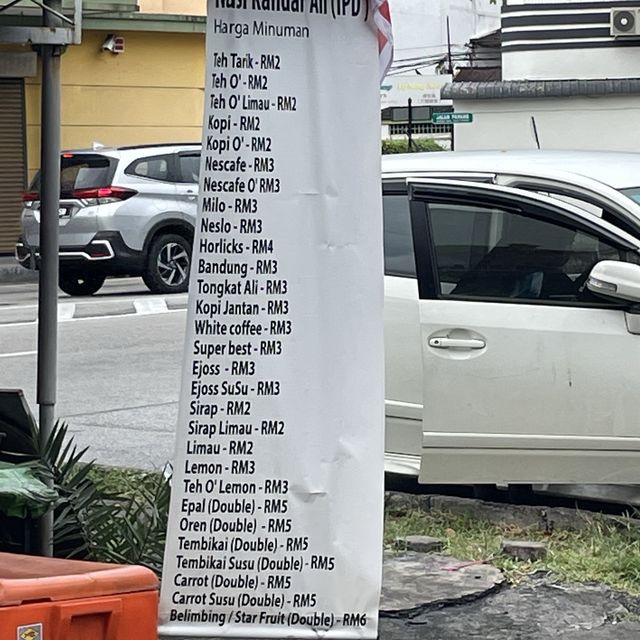 Nasi Kandar Ali (IPD)
Harga Minuman
Teh Tarik - RM2
Teh O' - RM2
Teh O' Limau - RM2
Kopi - RM2
Kopi O' - RM2
Nescafe - RM3
Nescafe O' RM3
Milo - RM3
Neslo - RM3
Horlicks - RM4
Bandung - RM3
Tongkat Ali - RM3
Kopi Jantan - RM3
White coffee - RM3
Super best - RM3
Ejoss - RM3
Ejoss SuSu - RM3
Sirap - RM2
Sirap Limau - RM2
Limau - RM2
Lemon - RM3
Teh O' Lemon - RM3
Epal (Double) - RM5
Oren (Double) - RM5
Tembikai (Double) - RM5
Tembikai Susu (Double) - RM5
Carrot (Double) - RM5
Carrot Susu (Double) - RM5
Belimbing / Star Fruit (Double) - RM6